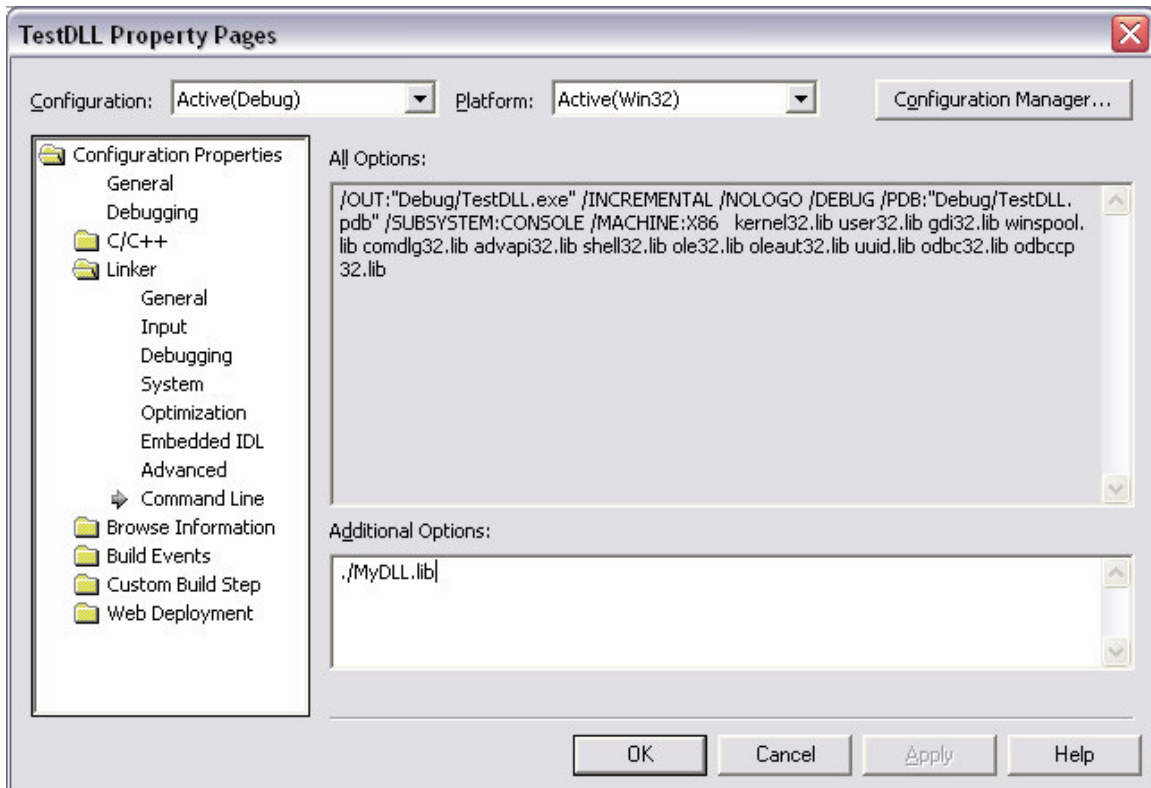 TestDLL Property Pages
Configuration: Active(Debug) Platform: Active(Win32) Configuration Manager...
Configuration Properties
General
Debugging
C/C++
Linker
General
Input
Debugging
System
Optimization
Embedded IDL
Advanced
Command Line
Browse Information
Build Events
Custom Build Step
Web Deployment
All Options:
/OUT:"Debug/TestDLL.exe" /INCREMENTAL /NOLOGO /DEBUG /PDB:"Debug/TestDLL.
pdb" /SUBSYSTEM:CONSOLE /MACHINE:X86 kernel32.lib user32.lib gdi32.lib winspool.
lib comdlg32.lib advapi32.lib shell32.lib ole32.lib oleaut32.lib uuid.lib odbc32.lib odbccp
32.lib
Additional Options:
./MyDLL.lib
OK Cancel Apply Help